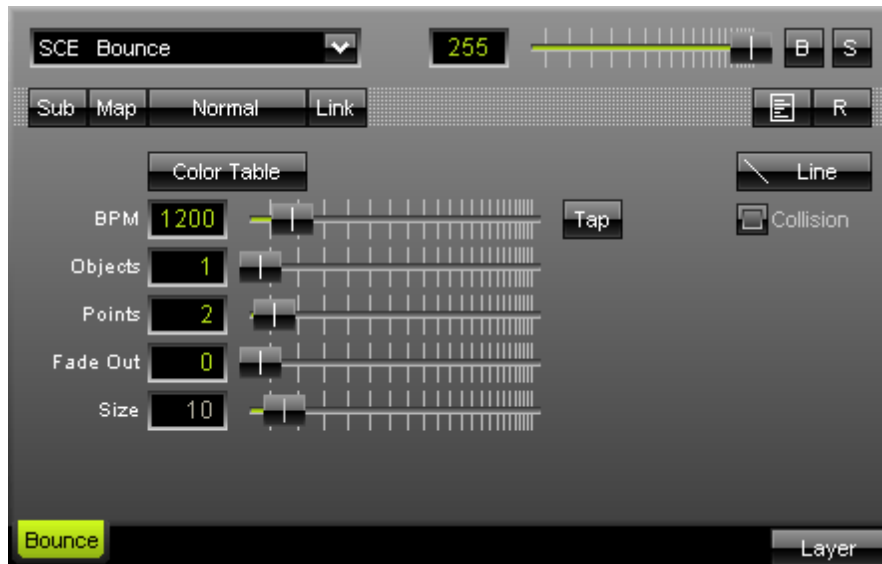 SCE Bounce 255 B S
Sub Map Normal Link R
Color Table Line
BPM 1200 Tap Collision
Objects 1
Points 2
Fade Out 0
Size 10
Bounce
Layer